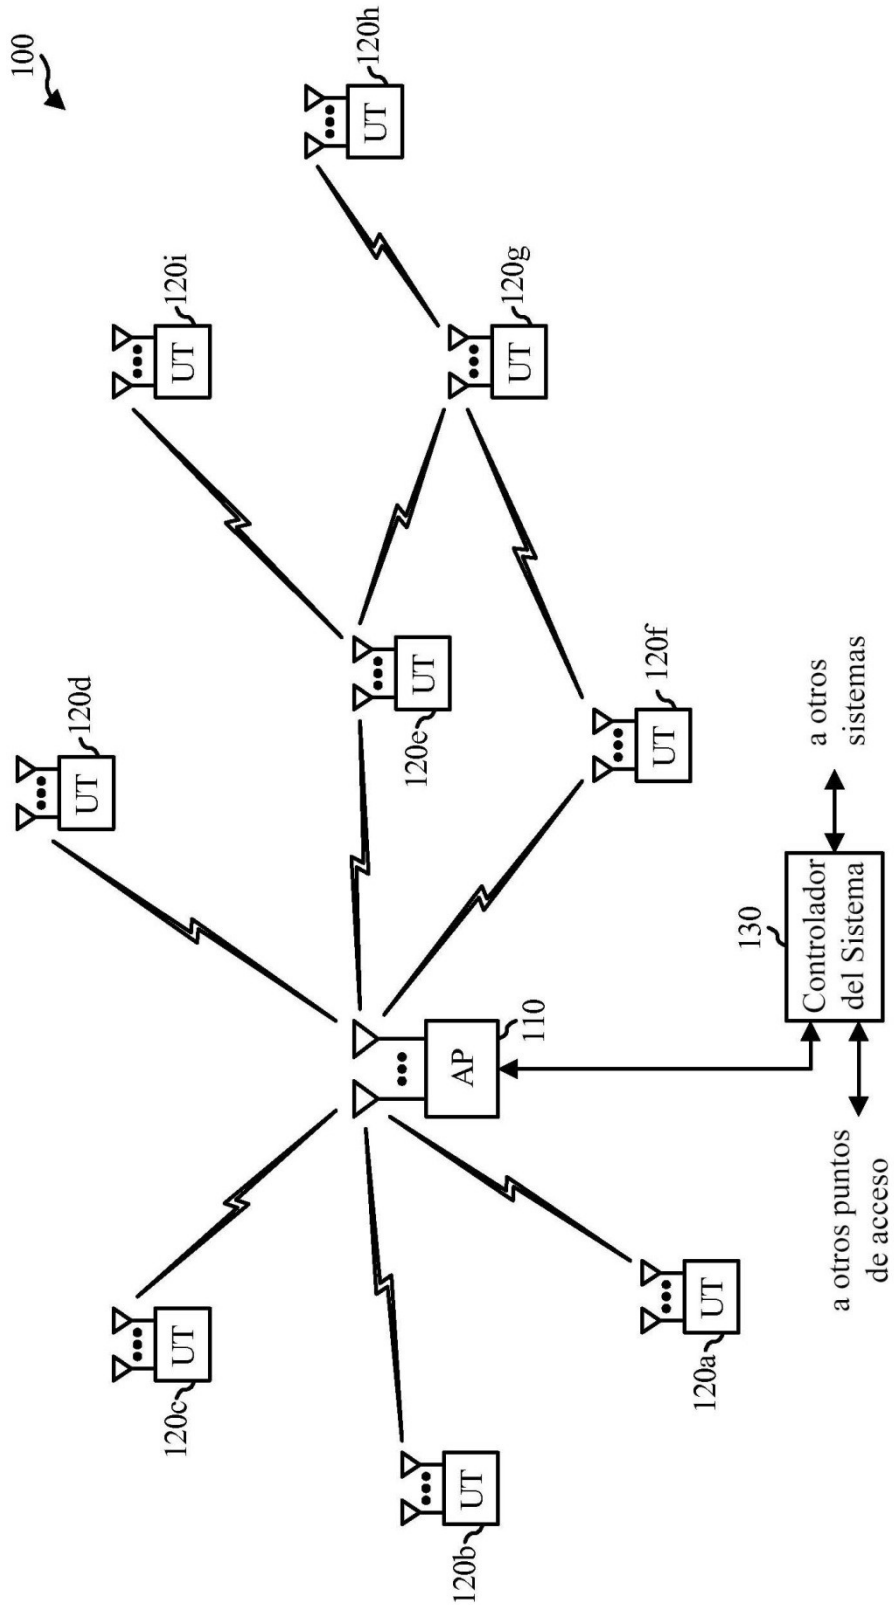 100
UT
120d
UT
120i
UT
120h
UT
120c
UT
120e
UT
120g
UT
120b
AP
110
UT
120f
UT
120a
130
Controlador
del Sistema
a otros puntos
de acceso
a otros
sistemas